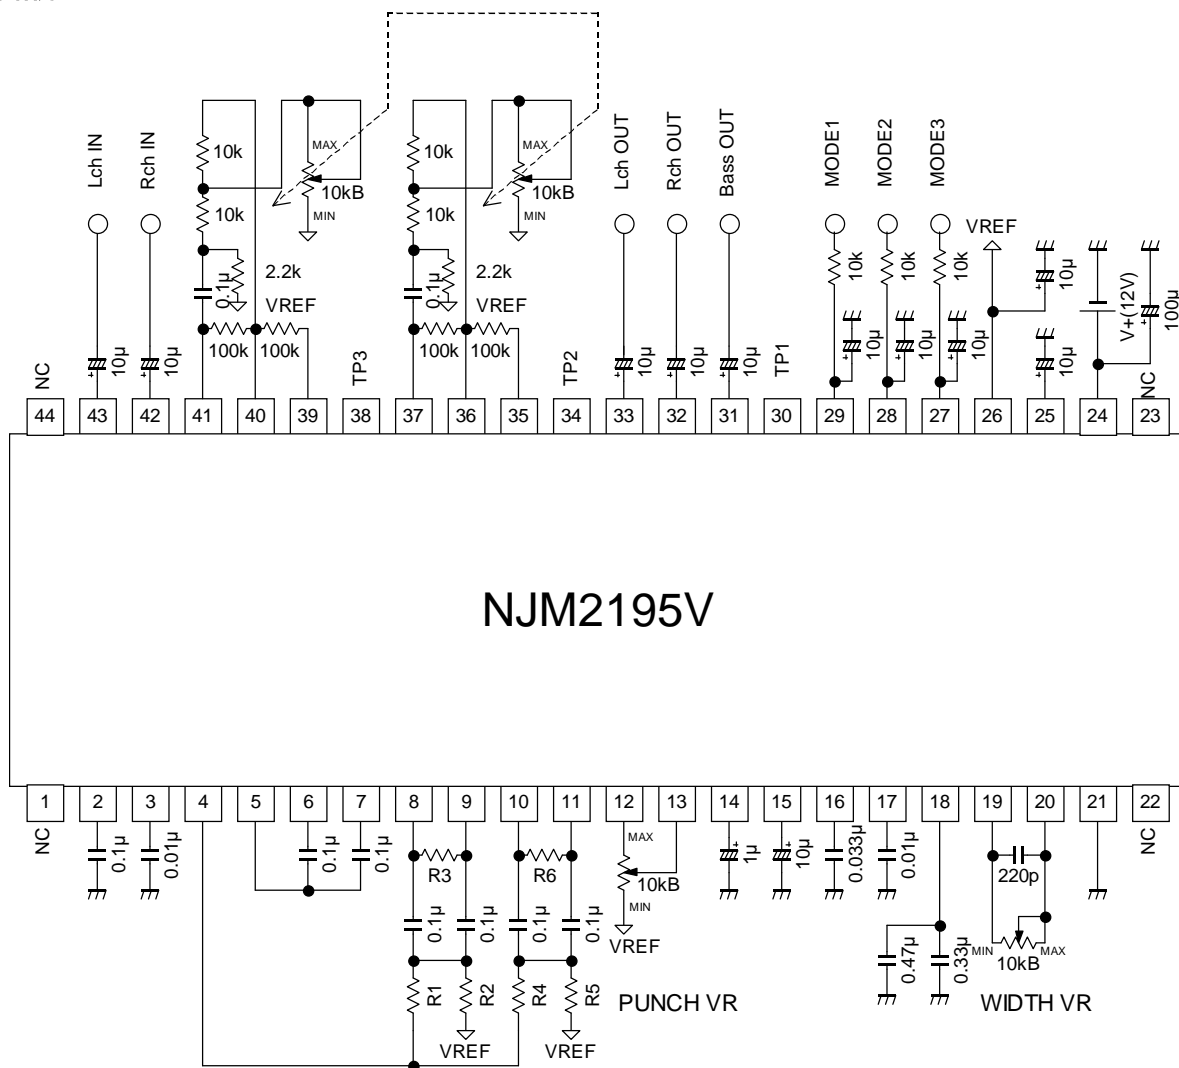 10k
MAX
10kB
MIN
10k
0.1µ
2.2k
VREF
100k
100k
10k
MAX
10kB
MIN
10k
0.1µ
2.2k
VREF
100k
100k
Lch IN
Rch IN
Lch OUT
Rch OUT
Bass OUT
MODE1
MODE2
MODE3
VREF
10k
10k
10k
10µ
V+(12V)
100µ
NC
10µ
10µ
TP3
TP2
10µ
10µ
10µ
TP1
10µ
10µ
10µ
10µ
NC
44 43 42 41 40 39 38 37 36 35 34 33 32 31 30 29 28 27 26 25 24 23
NJM2195V
1 2 3 4 5 6 7 8 9 10 11 12 13 14 15 16 17 18 19 20 21 22
NC
0.1µ
0.01µ
0.1µ
0.1µ
R3
R6
MAX
10kB
MIN
VREF
1µ
10µ
0.033µ
0.01µ
220p
NC
0.1µ
0.1µ
0.1µ
0.1µ
0.47µ
0.33µ
MIN
10kB
MAX
R1
R2
R4
R5
PUNCH VR
WIDTH VR
VREF
VREF